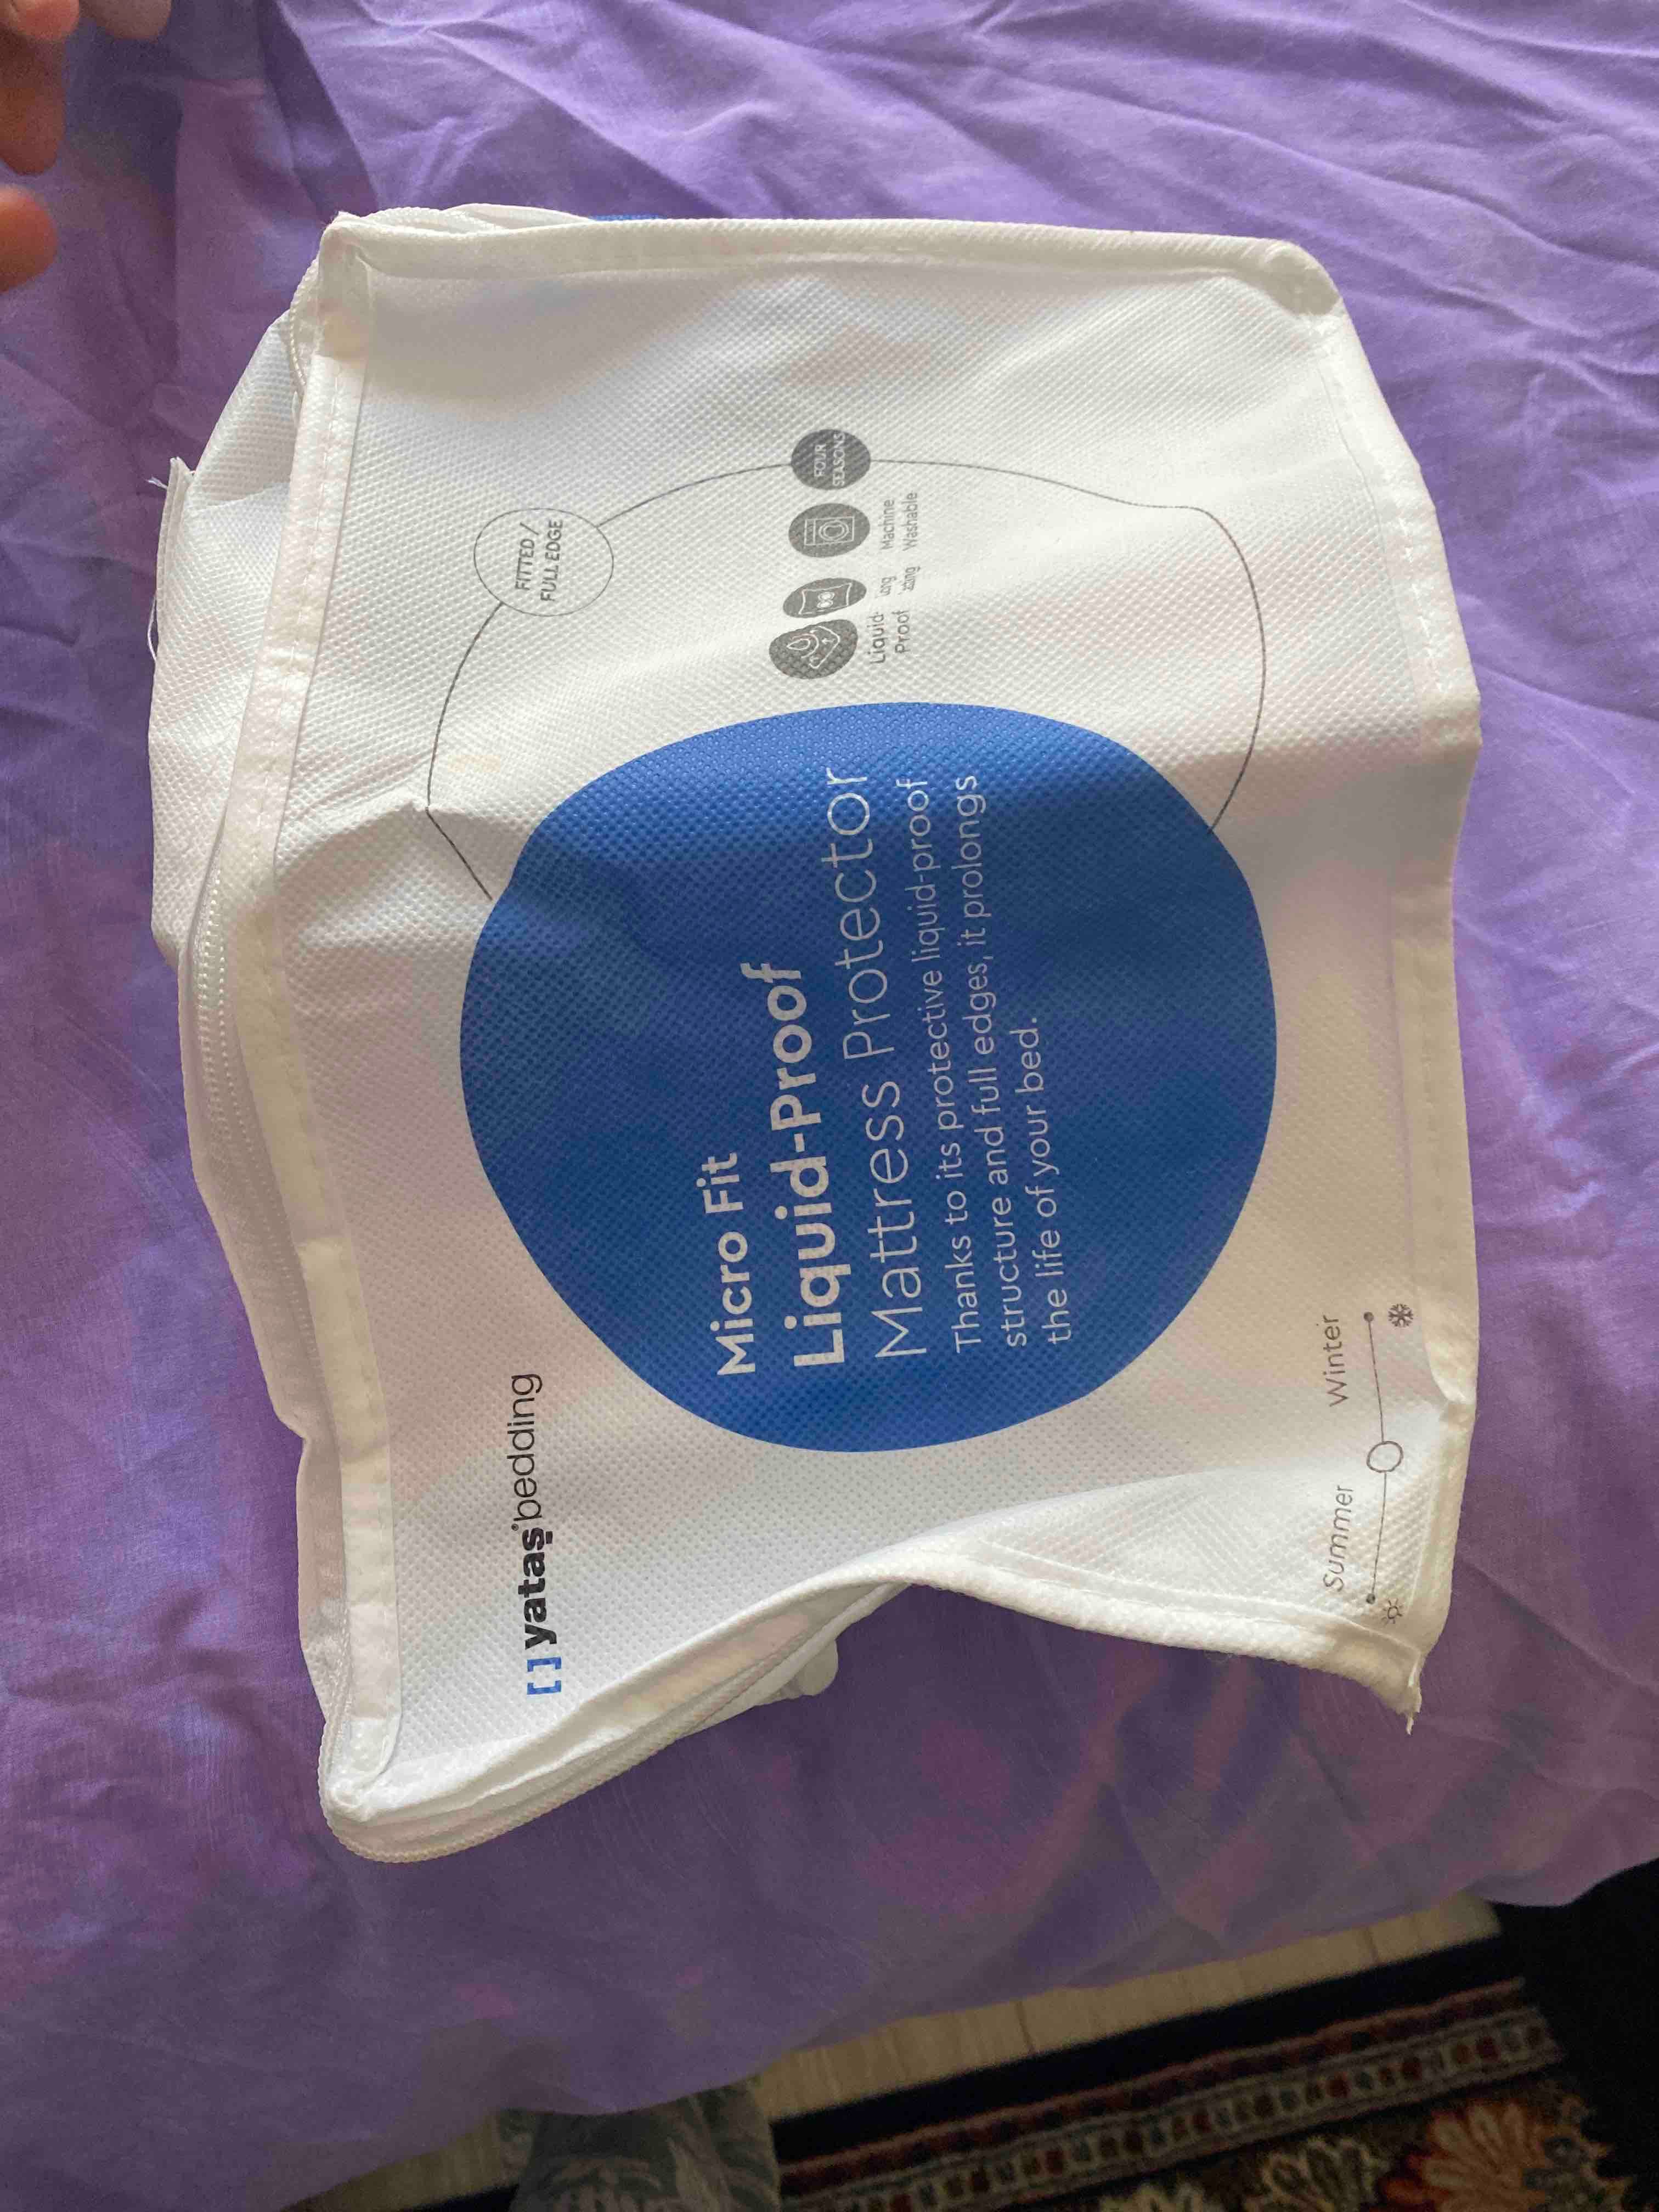 [ ] yataş bedding
FITTED /
FULL EDGE
Micro Fit
Liquid-Proof
Mattress Protector
Thanks to its protective liquid-proof
structure and full edges, it prolongs
the life of your bed.
Liquid-
Proof
Machine
Washable
FOUR
SEASONS
Summer
Winter